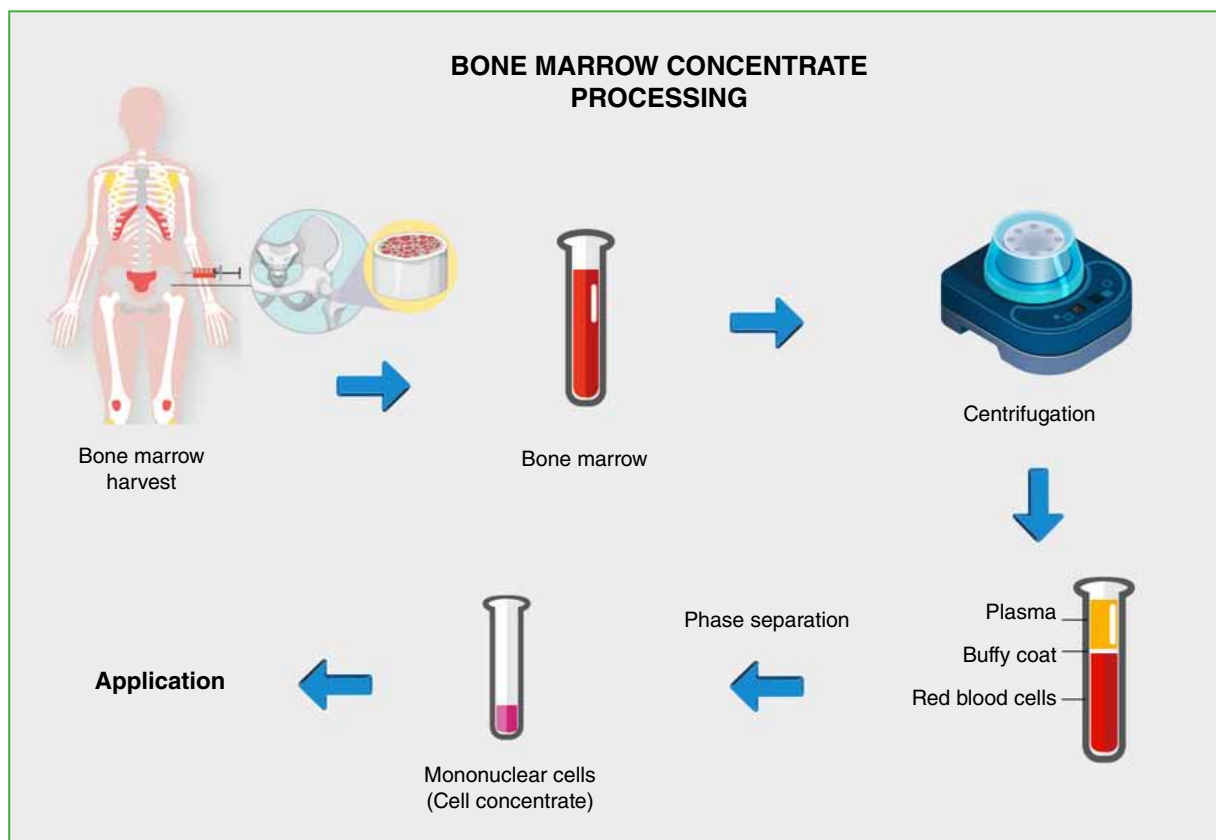 BONE MARROW CONCENTRATE
PROCESSING
Bone marrow
harvest
Bone marrow
Centrifugation
Plasma
Buffy coat
Red blood cells
Phase separation
Mononuclear cells
(Cell concentrate)
Application